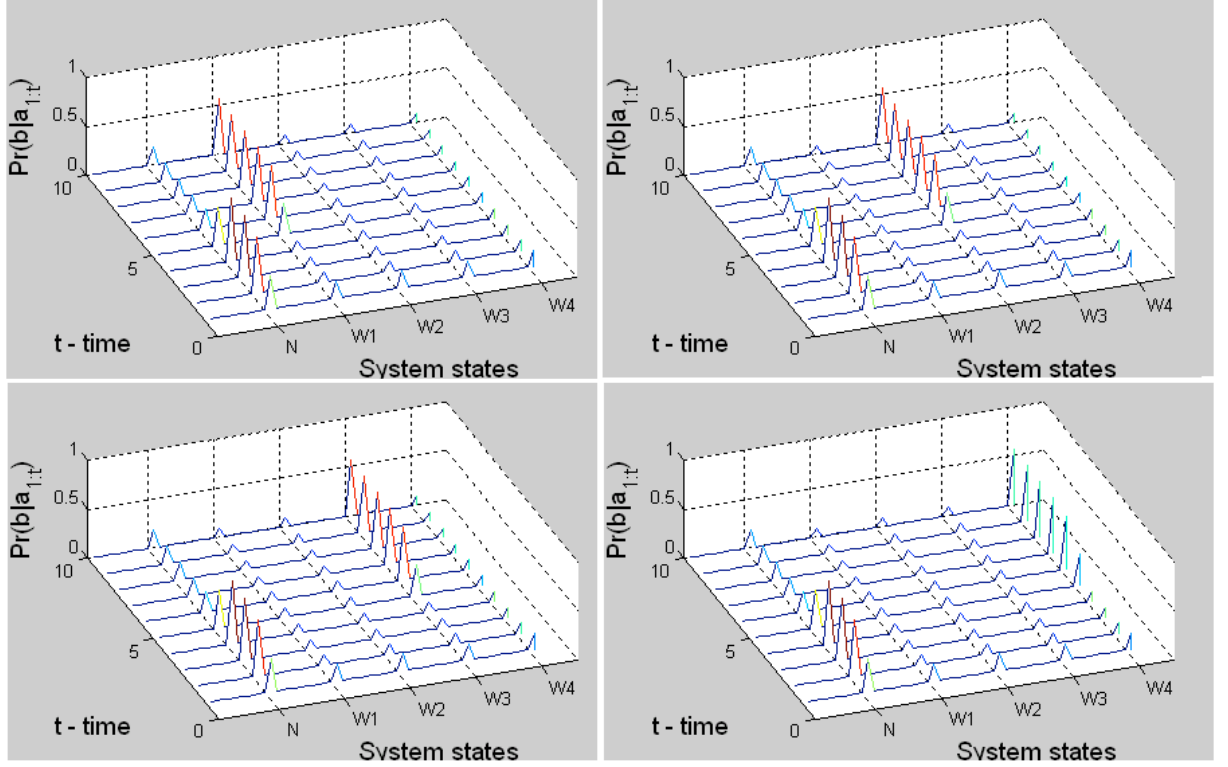 1
0.5
0
10
5
0
Pr(b|a1:t)
t - time
N
W1
W2
W3
W4
System states
1
0.5
0
10
5
0
Pr(b|a1:t)
t - time
N
W1
W2
W3
W4
System states
1
0.5
0
10
5
0
Pr(b|a1:t)
t - time
N
W1
W2
W3
W4
System states
1
0.5
0
10
5
0
Pr(b|a1:t)
t - time
N
W1
W2
W3
W4
System states